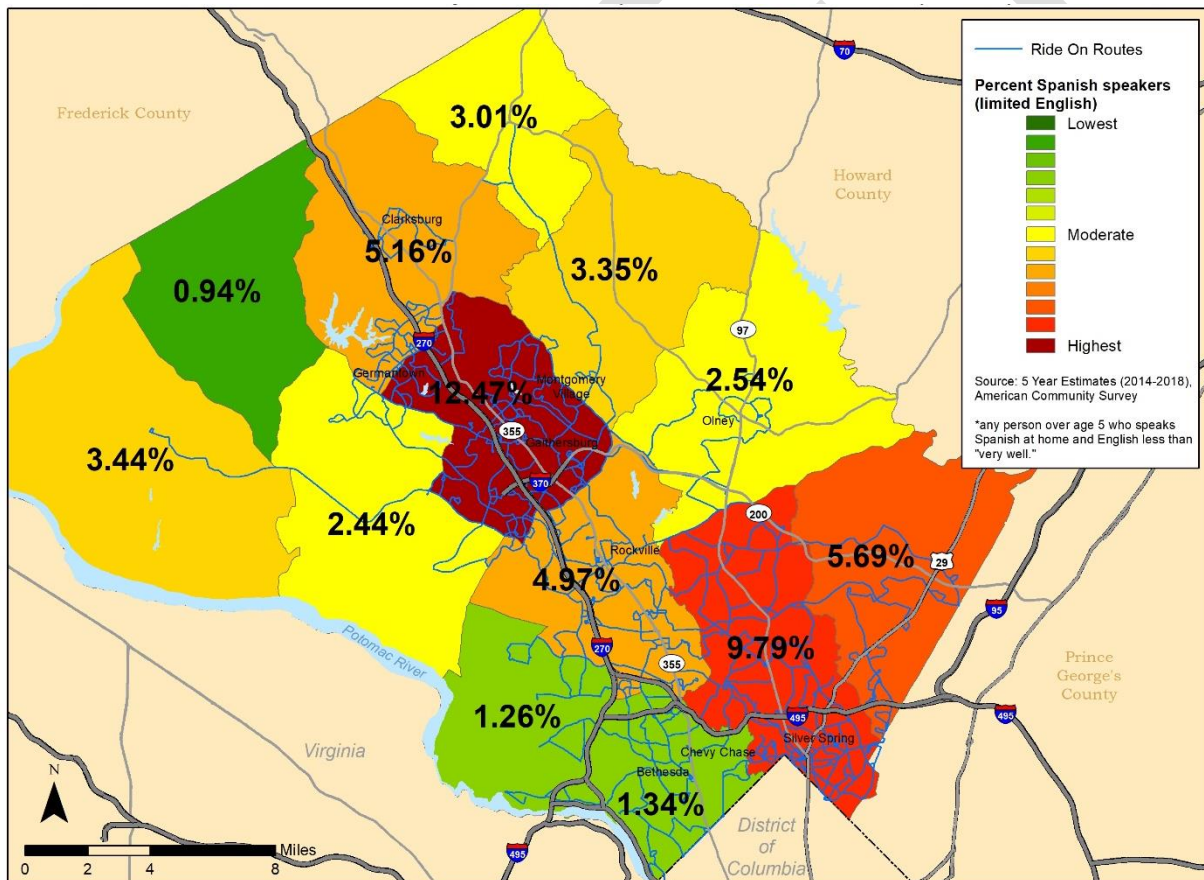 70
Frederick County
3.01%
Howard
County
Clarksburg
5.16%
3.35%
0.94%
97
270
Germantown
12.47%
Montgomery
Village
2.54%
Olney
355
Gaithersburg
3.44%
370
2.44%
200
Rockville
5.69%
29
4.97%
95
Potomac River
270
355
9.79%
Prince
George's
County
1.26%
495
495
Virginia
Silver Spring
Chevy Chase
Bethesda
1.34%
N
District
of
Columbia
Miles
495
0 2 4 8
Ride On Routes
Percent Spanish speakers
(limited English)
Lowest
Moderate
Highest
Source: 5 Year Estimates (2014-2018),
American Community Survey
*any person over age 5 who speaks
Spanish at home and English less than
"very well."